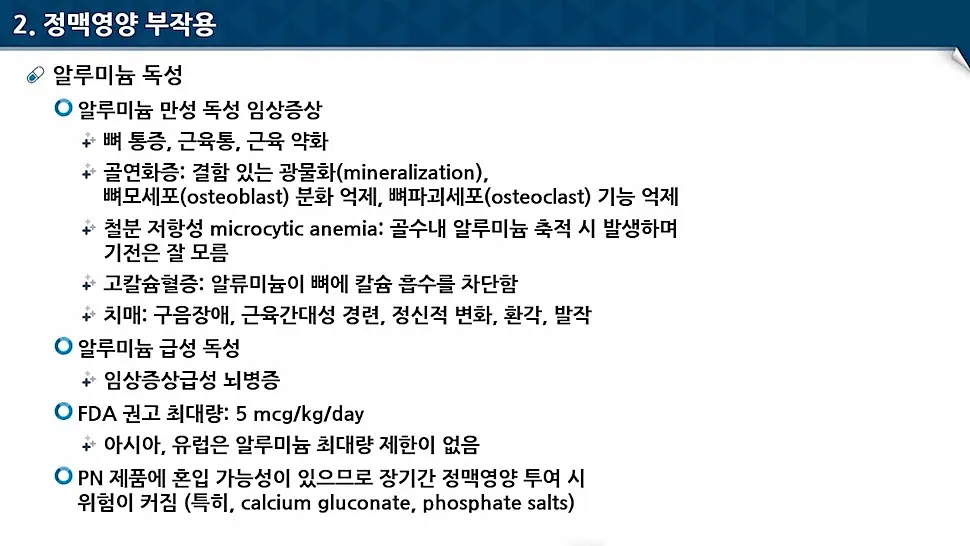 2. 정맥영양 부작용
알루미늄 독성
알루미늄 만성 독성 임상증상
뼈 통증, 근육통, 근육 약화
골연화증: 결함 있는 광물화(mineralization),
뼈모세포(osteoblast) 분화 억제, 뼈파괴세포(osteoclast) 기능 억제
철분 저항성 microcytic anemia: 골수내 알루미늄 축적 시 발생하며
기전은 잘 모름
고칼슘혈증: 알류미늄이 뼈에 칼슘 흡수를 차단함
치매: 구음장애, 근육간대성 경련, 정신적 변화, 환각, 발작
알루미늄 급성 독성
임상증상급성 뇌병증
FDA 권고 최대량: 5 mcg/kg/day
아시아, 유럽은 알루미늄 최대량 제한이 없음
PN 제품에 혼입 가능성이 있으므로 장기간 정맥영양 투여 시
위험이 커짐 (특히, calcium gluconate, phosphate salts)